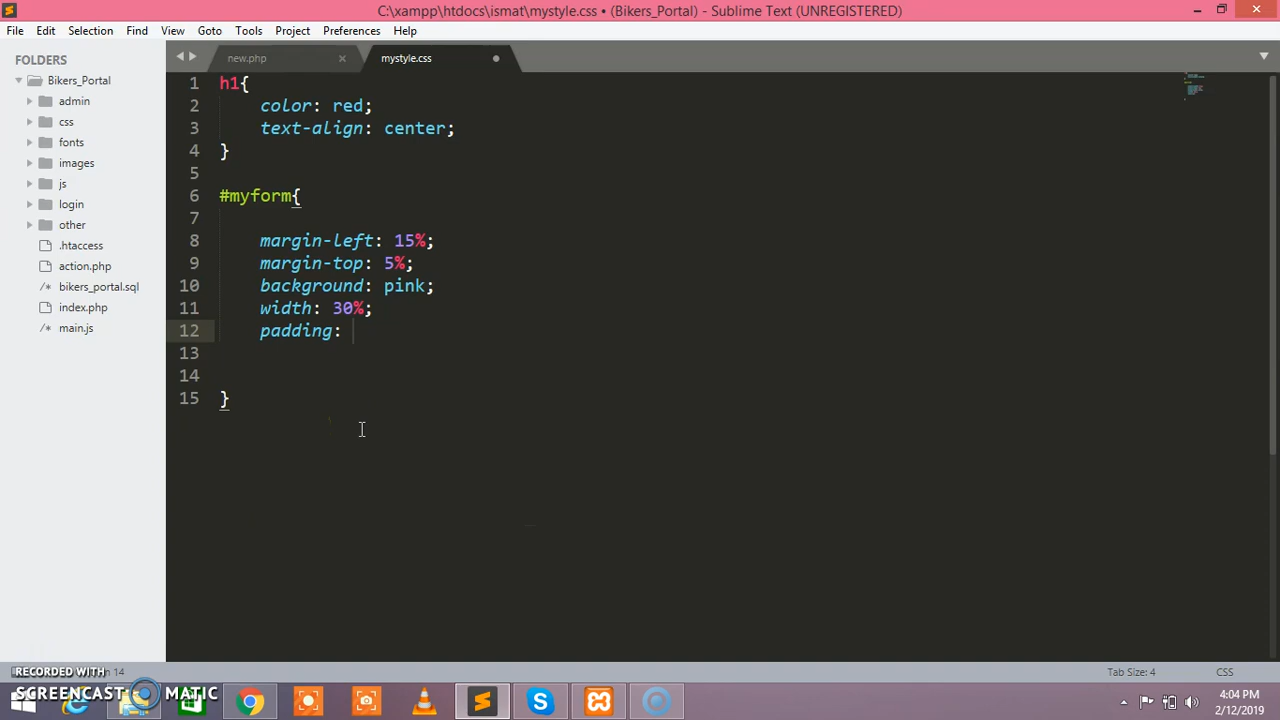 C:\xampp\htdocs\ismat\mystyle.css • (Bikers_Portal) - Sublime Text (UNREGISTERED)
File Edit Selection Find View Goto Tools Project Preferences Help
FOLDERS
Bikers_Portal
admin
css
fonts
images
js
login
other
.htaccess
action.php
/* bikers_portal.sql
index.php
/* main.js
new.php
mystyle.css
1 h1{
2 color: red;
3 text-align: center;
4 }
5
6 #myform{
7
8 margin-left: 15%;
9 margin-top: 5%;
10 background: pink;
11 width: 30%;
12 padding:
13
14
15 }
14
Tab Size: 4 CSS
RECORDED WITH
SCREENCAST MATIC
4:04 PM
2/12/2019